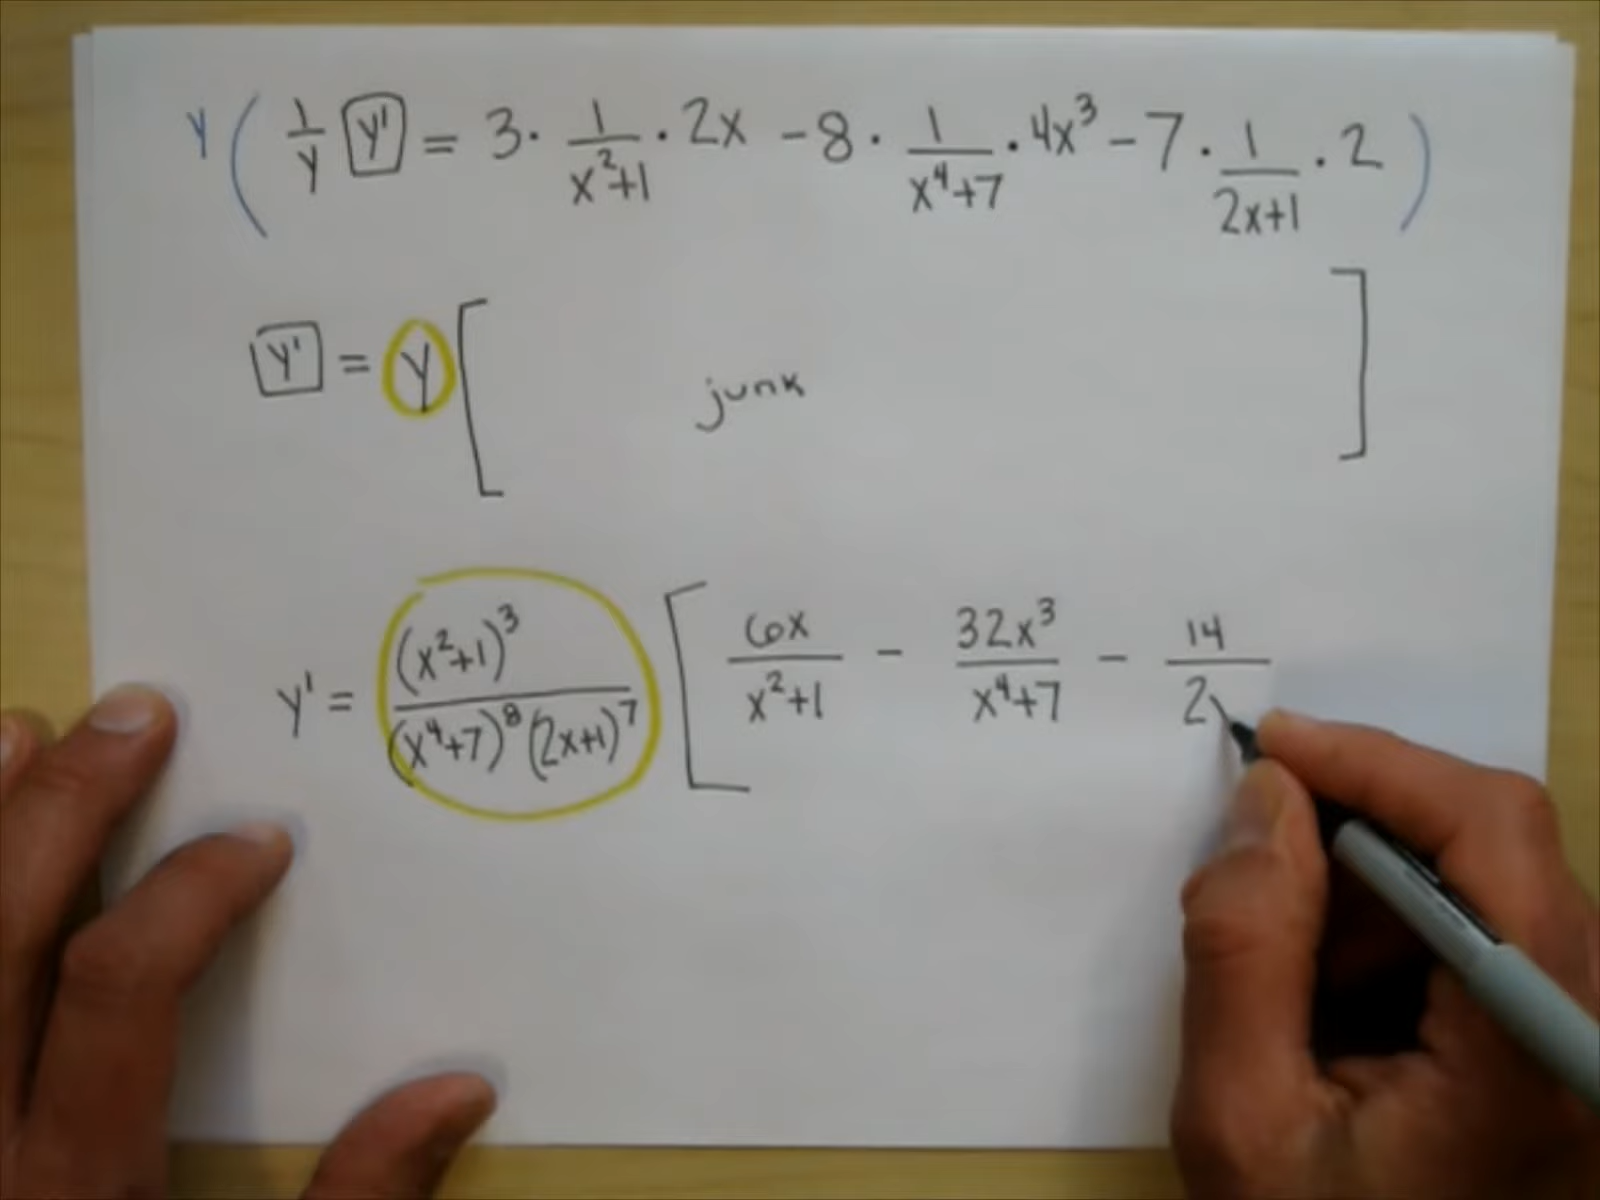 y ( 1/y y' = 3 · 1/(x²+1) · 2x - 8 · 1/(x⁴+7) · 4x³ - 7 · 1/(2x+1) · 2 )
y' = y [ junk ]
y' = (x²+1)³/((x⁴+7)⁸(2x+1)⁷) [ 6x/(x²+1) - 32x³/(x⁴+7) - 14/2x